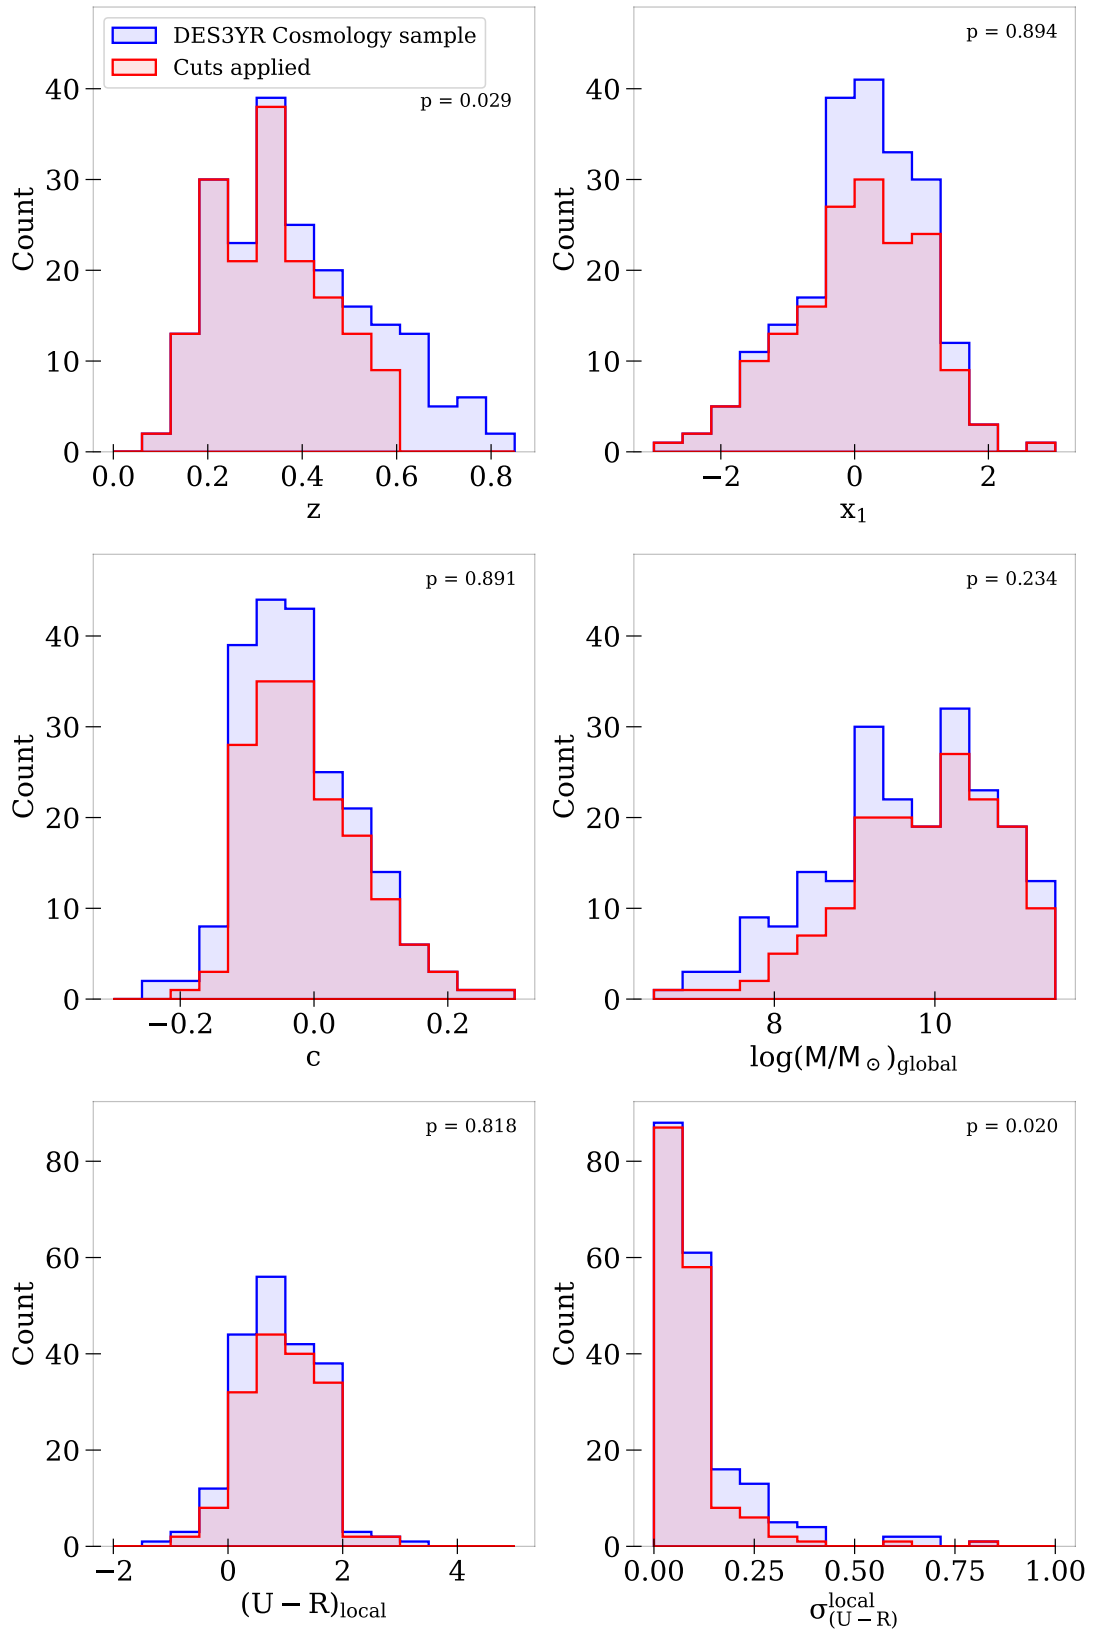 DES3YR Cosmology sample
Cuts applied
p = 0.029
Count
40
30
20
10
0
0.0 0.2 0.4 0.6 0.8
z
p = 0.894
Count
40
30
20
10
0
−2 0 2
x₁
p = 0.891
Count
40
30
20
10
0
−0.2 0.0 0.2
c
p = 0.234
Count
40
30
20
10
0
8 10
log(M/M⊙)global
p = 0.818
Count
80
60
40
20
0
−2 0 2 4
(U − R)local
p = 0.020
Count
80
60
40
20
0
0.00 0.25 0.50 0.75 1.00
σ^local_(U − R)